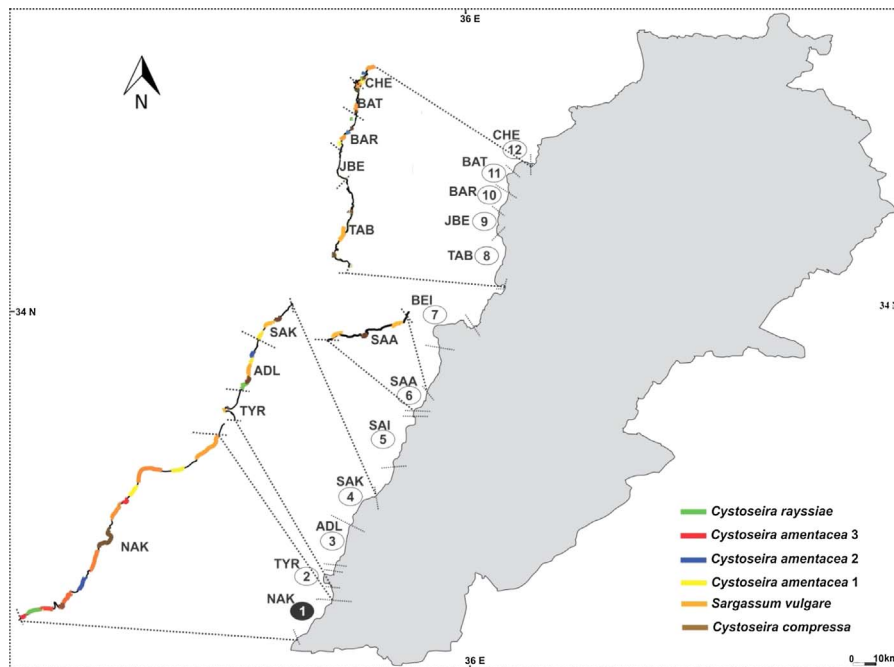 36 E
N
CHE
BAT
BAR
JBE
TAB
CHE
12
BAT
11
BAR
10
JBE
9
TAB
8
34 N
34
BEI
7
SAK
SAA
ADL
SAA
6
TYR
SAI
5
SAK
4
NAK
ADL
3
TYR
2
NAK
1
Cystoseira rayssiae
Cystoseira amentacea 3
Cystoseira amentacea 2
Cystoseira amentacea 1
Sargassum vulgare
Cystoseira compressa
36 E
0 10km